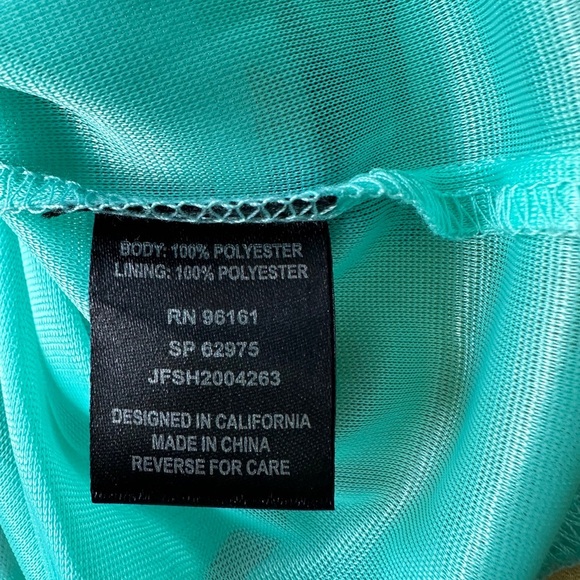 BODY: 100% POLYESTER
LINING: 100% POLYESTER
RN 96161
SP 62975
JFSH2004263
DESIGNED IN CALIFORNIA
MADE IN CHINA
REVERSE FOR CARE